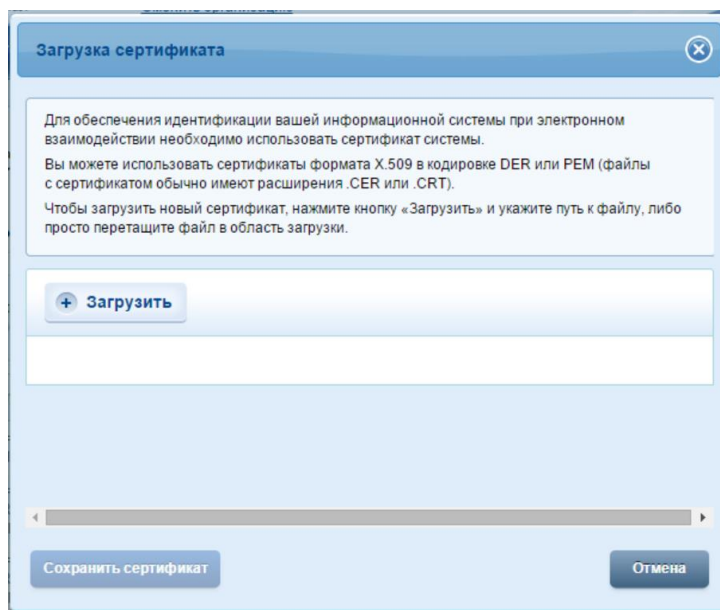 Загрузка сертификата
Для обеспечения идентификации вашей информационной системы при электронном
взаимодействии необходимо использовать сертификат системы.
Вы можете использовать сертификаты формата X.509 в кодировке DER или PEM (файлы
с сертификатом обычно имеют расширения .CER или .CRT).
Чтобы загрузить новый сертификат, нажмите кнопку «Загрузить» и укажите путь к файлу, либо
просто перетащите файл в область загрузки.
Загрузить
Сохранить сертификат
Отмена